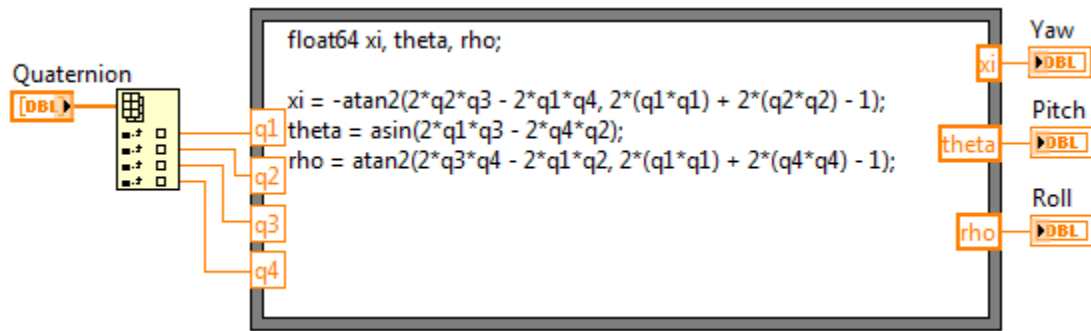 Quaternion
DBL
float64 xi, theta, rho;
xi = -atan2(2*q2*q3 - 2*q1*q4, 2*(q1*q1) + 2*(q2*q2) - 1);
theta = asin(2*q1*q3 - 2*q4*q2);
rho = atan2(2*q3*q4 - 2*q1*q2, 2*(q1*q1) + 2*(q4*q4) - 1);
q1
q2
q3
q4
Yaw
xi
DBL
Pitch
theta
DBL
Roll
rho
DBL